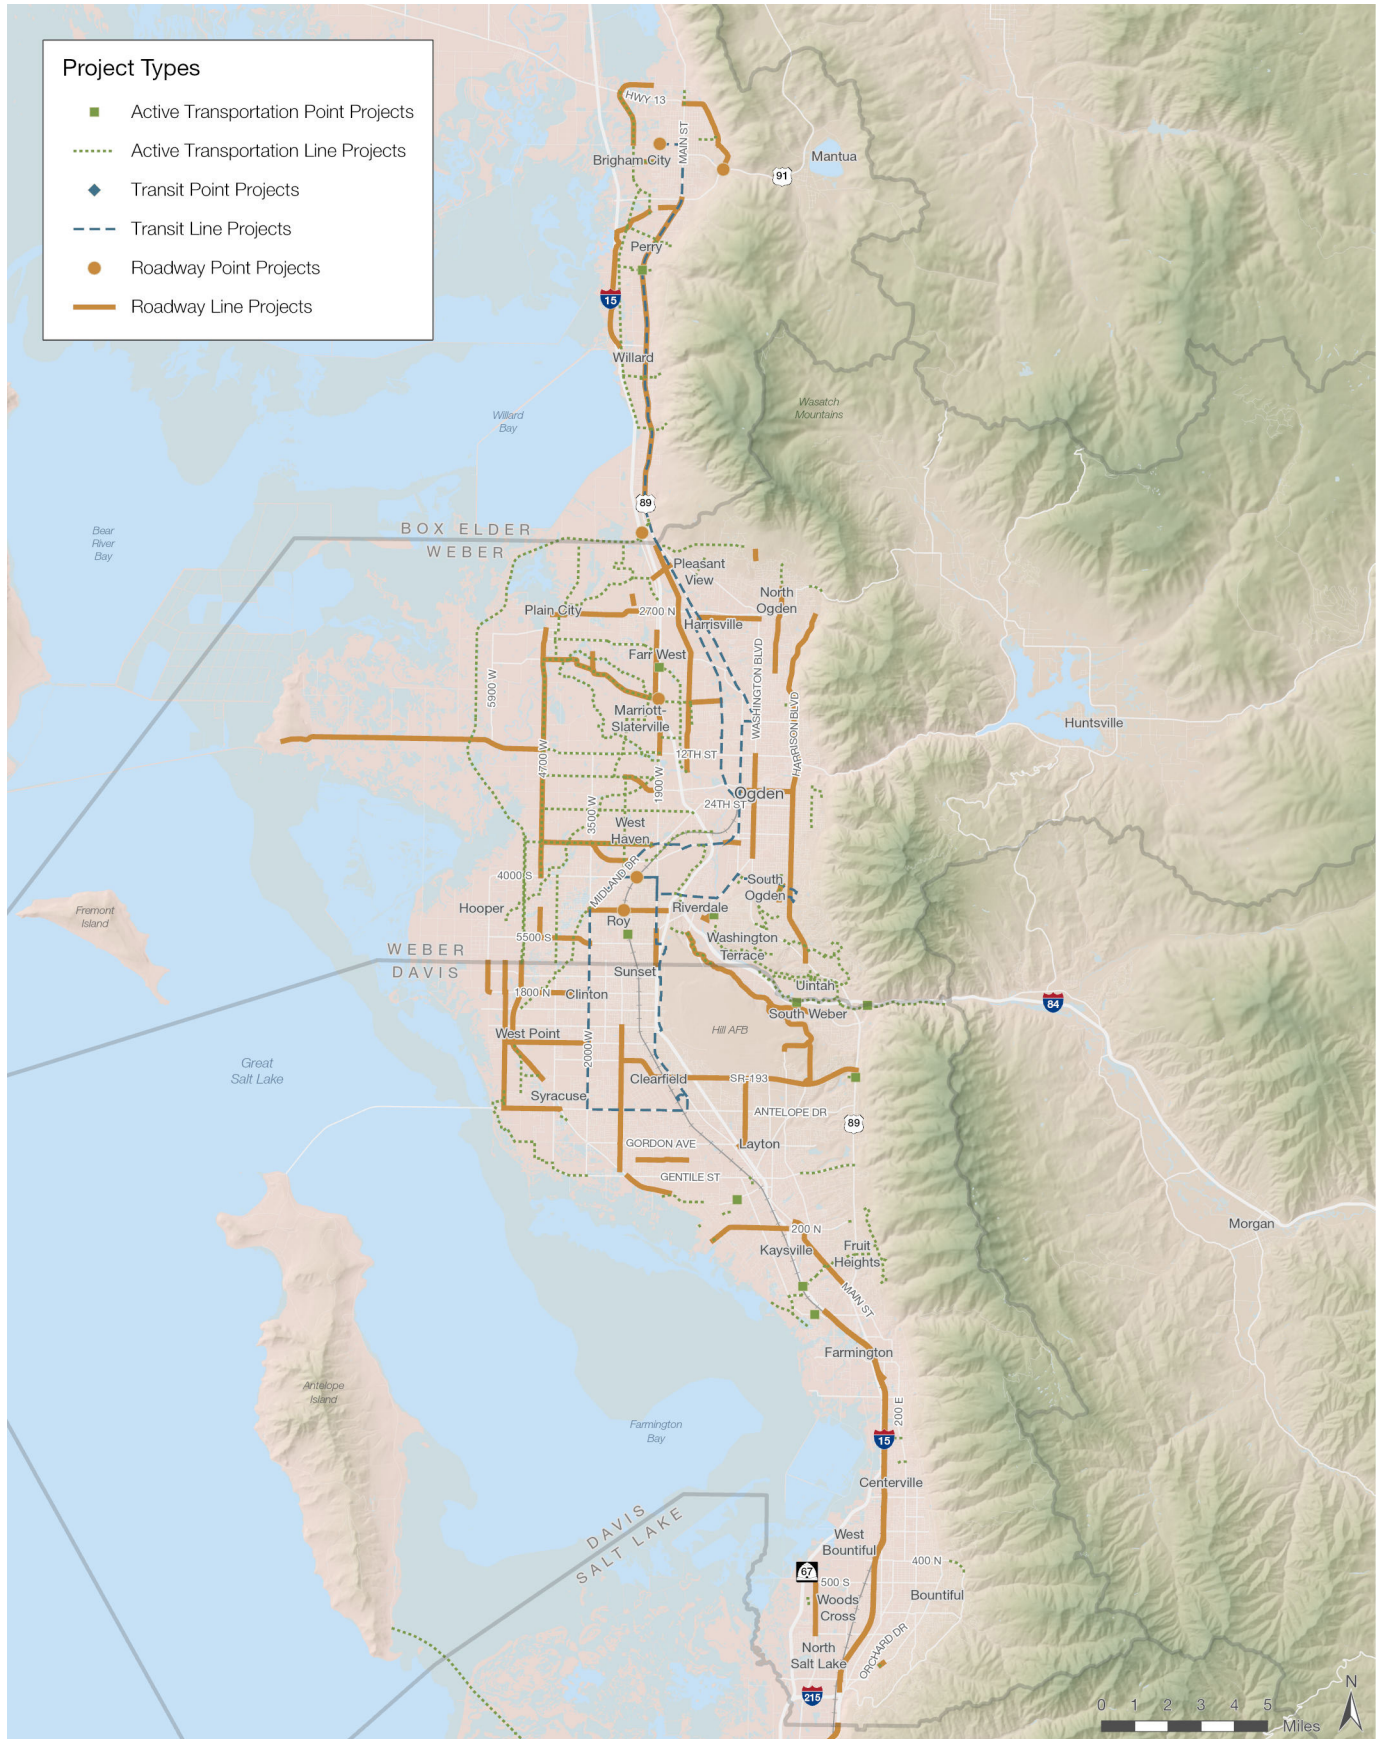 Project Types
Active Transportation Point Projects
Active Transportation Line Projects
Transit Point Projects
Transit Line Projects
Roadway Point Projects
Roadway Line Projects
HWY 13
MAIN ST
Brigham City
Mantua
91
Perry
15
Willard
Willard
Bay
Wasatch
Mountains
89
Bear
River
Bay
BOX ELDER
WEBER
Pleasant
View
North
Ogden
Plain City
2700 N
Harrisville
Farr West
WASHINGTON BLVD
5900 W
HARRISON BLVD
Marriott-
Slaterville
Huntsville
12TH ST
4700 W
1900 W
Ogden
24TH ST
3500 W
West
Haven
MIDLAND DR
4000 S
South
Ogden
Hooper
Riverdale
Roy
Fremont
Island
5500 S
Washington
Terrace
WEBER
DAVIS
Sunset
Uintah
1800 N
Clinton
84
South Weber
West Point
Hill AFB
2000 W
Great
Salt Lake
Clearfield
SR-193
Syracuse
ANTELOPE DR
89
GORDON AVE
Layton
GENTILE ST
Morgan
200 N
Kaysville
Fruit
Heights
MAIN ST
Farmington
Antelope
Island
200 E
Farmington
Bay
15
Centerville
DAVIS
SALT LAKE
West
Bountiful
400 N
67
500 S
Bountiful
Woods
Cross
ORCHARD DR
North
Salt Lake
215
N
0 1 2 3 4 5
Miles